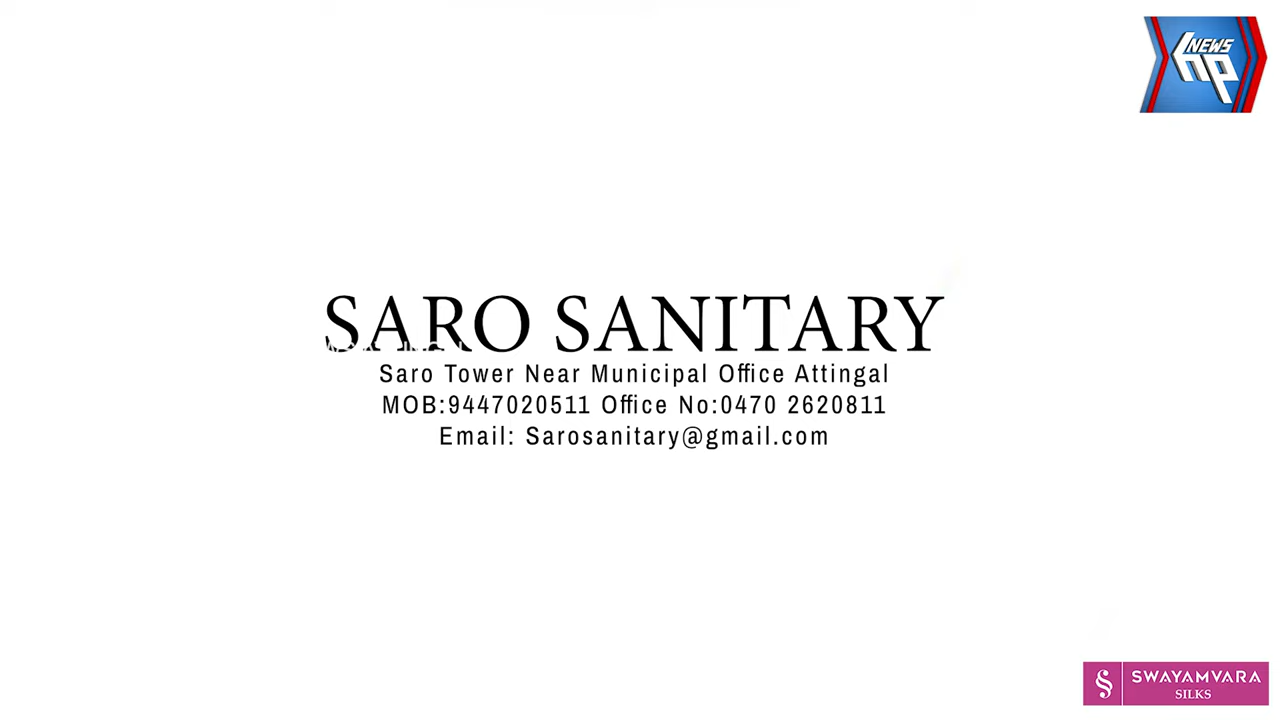 NEWS
hp
SARO SANITARY
Saro Tower Near Municipal Office Attingal
MOB:9447020511 Office No:0470 2620811
Email: Sarosanitary@gmail.com
SWAYAMVARA
SILKS